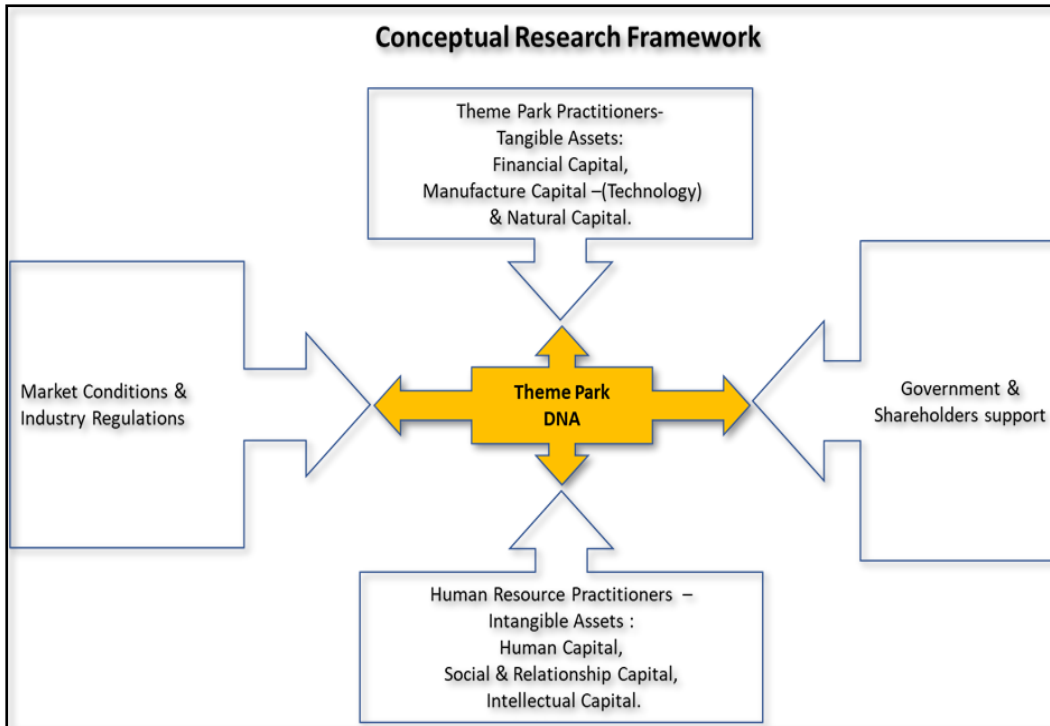 Conceptual Research Framework
Theme Park Practitioners-
Tangible Assets:
Financial Capital,
Manufacture Capital –(Technology)
& Natural Capital.
Market Conditions &
Industry Regulations
Theme Park
DNA
Government &
Shareholders support
Human Resource Practitioners –
Intangible Assets :
Human Capital,
Social & Relationship Capital,
Intellectual Capital.